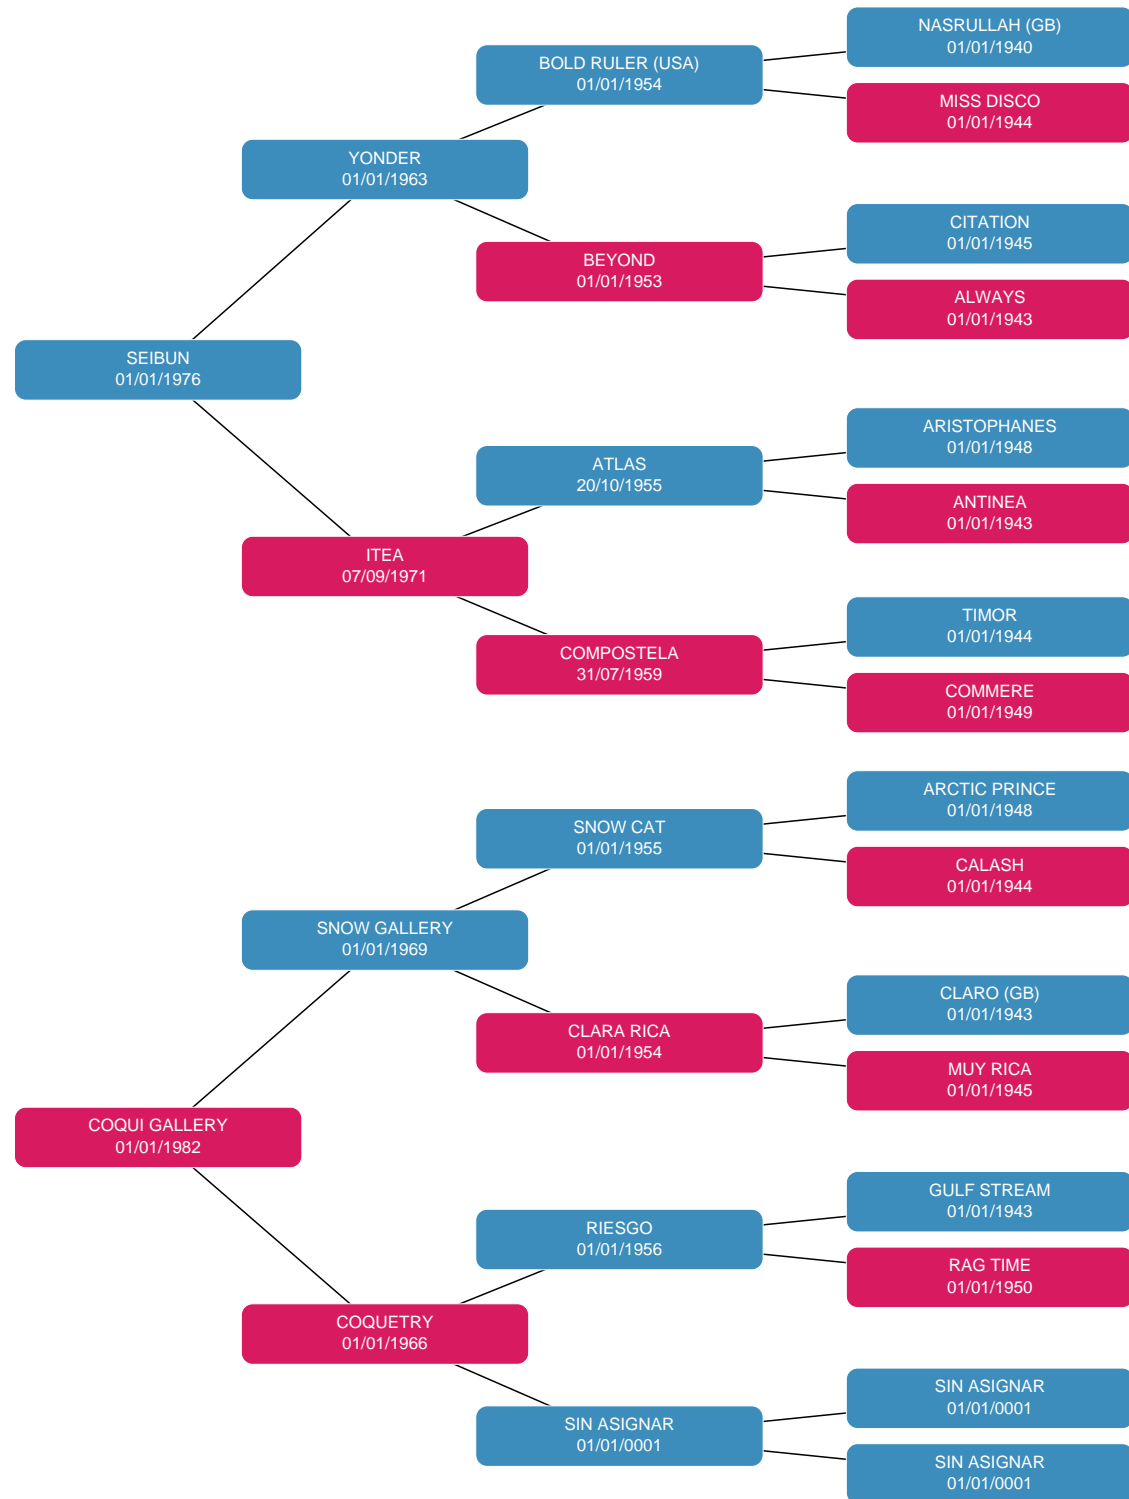 NASRULLAH (GB)
01/01/1940
BOLD RULER (USA)
01/01/1954
MISS DISCO
01/01/1944
YONDER
01/01/1963
CITATION
01/01/1945
BEYOND
01/01/1953
ALWAYS
01/01/1943
SEIBUN
01/01/1976
ARISTOPHANES
01/01/1948
ATLAS
20/10/1955
ANTINEA
01/01/1943
ITEA
07/09/1971
TIMOR
01/01/1944
COMPOSTELA
31/07/1959
COMMERE
01/01/1949
ARCTIC PRINCE
01/01/1948
SNOW CAT
01/01/1955
CALASH
01/01/1944
SNOW GALLERY
01/01/1969
CLARO (GB)
01/01/1943
CLARA RICA
01/01/1954
MUY RICA
01/01/1945
COQUI GALLERY
01/01/1982
GULF STREAM
01/01/1943
RIESGO
01/01/1956
RAG TIME
01/01/1950
COQUETRY
01/01/1966
SIN ASIGNAR
01/01/0001
SIN ASIGNAR
01/01/0001
SIN ASIGNAR
01/01/0001